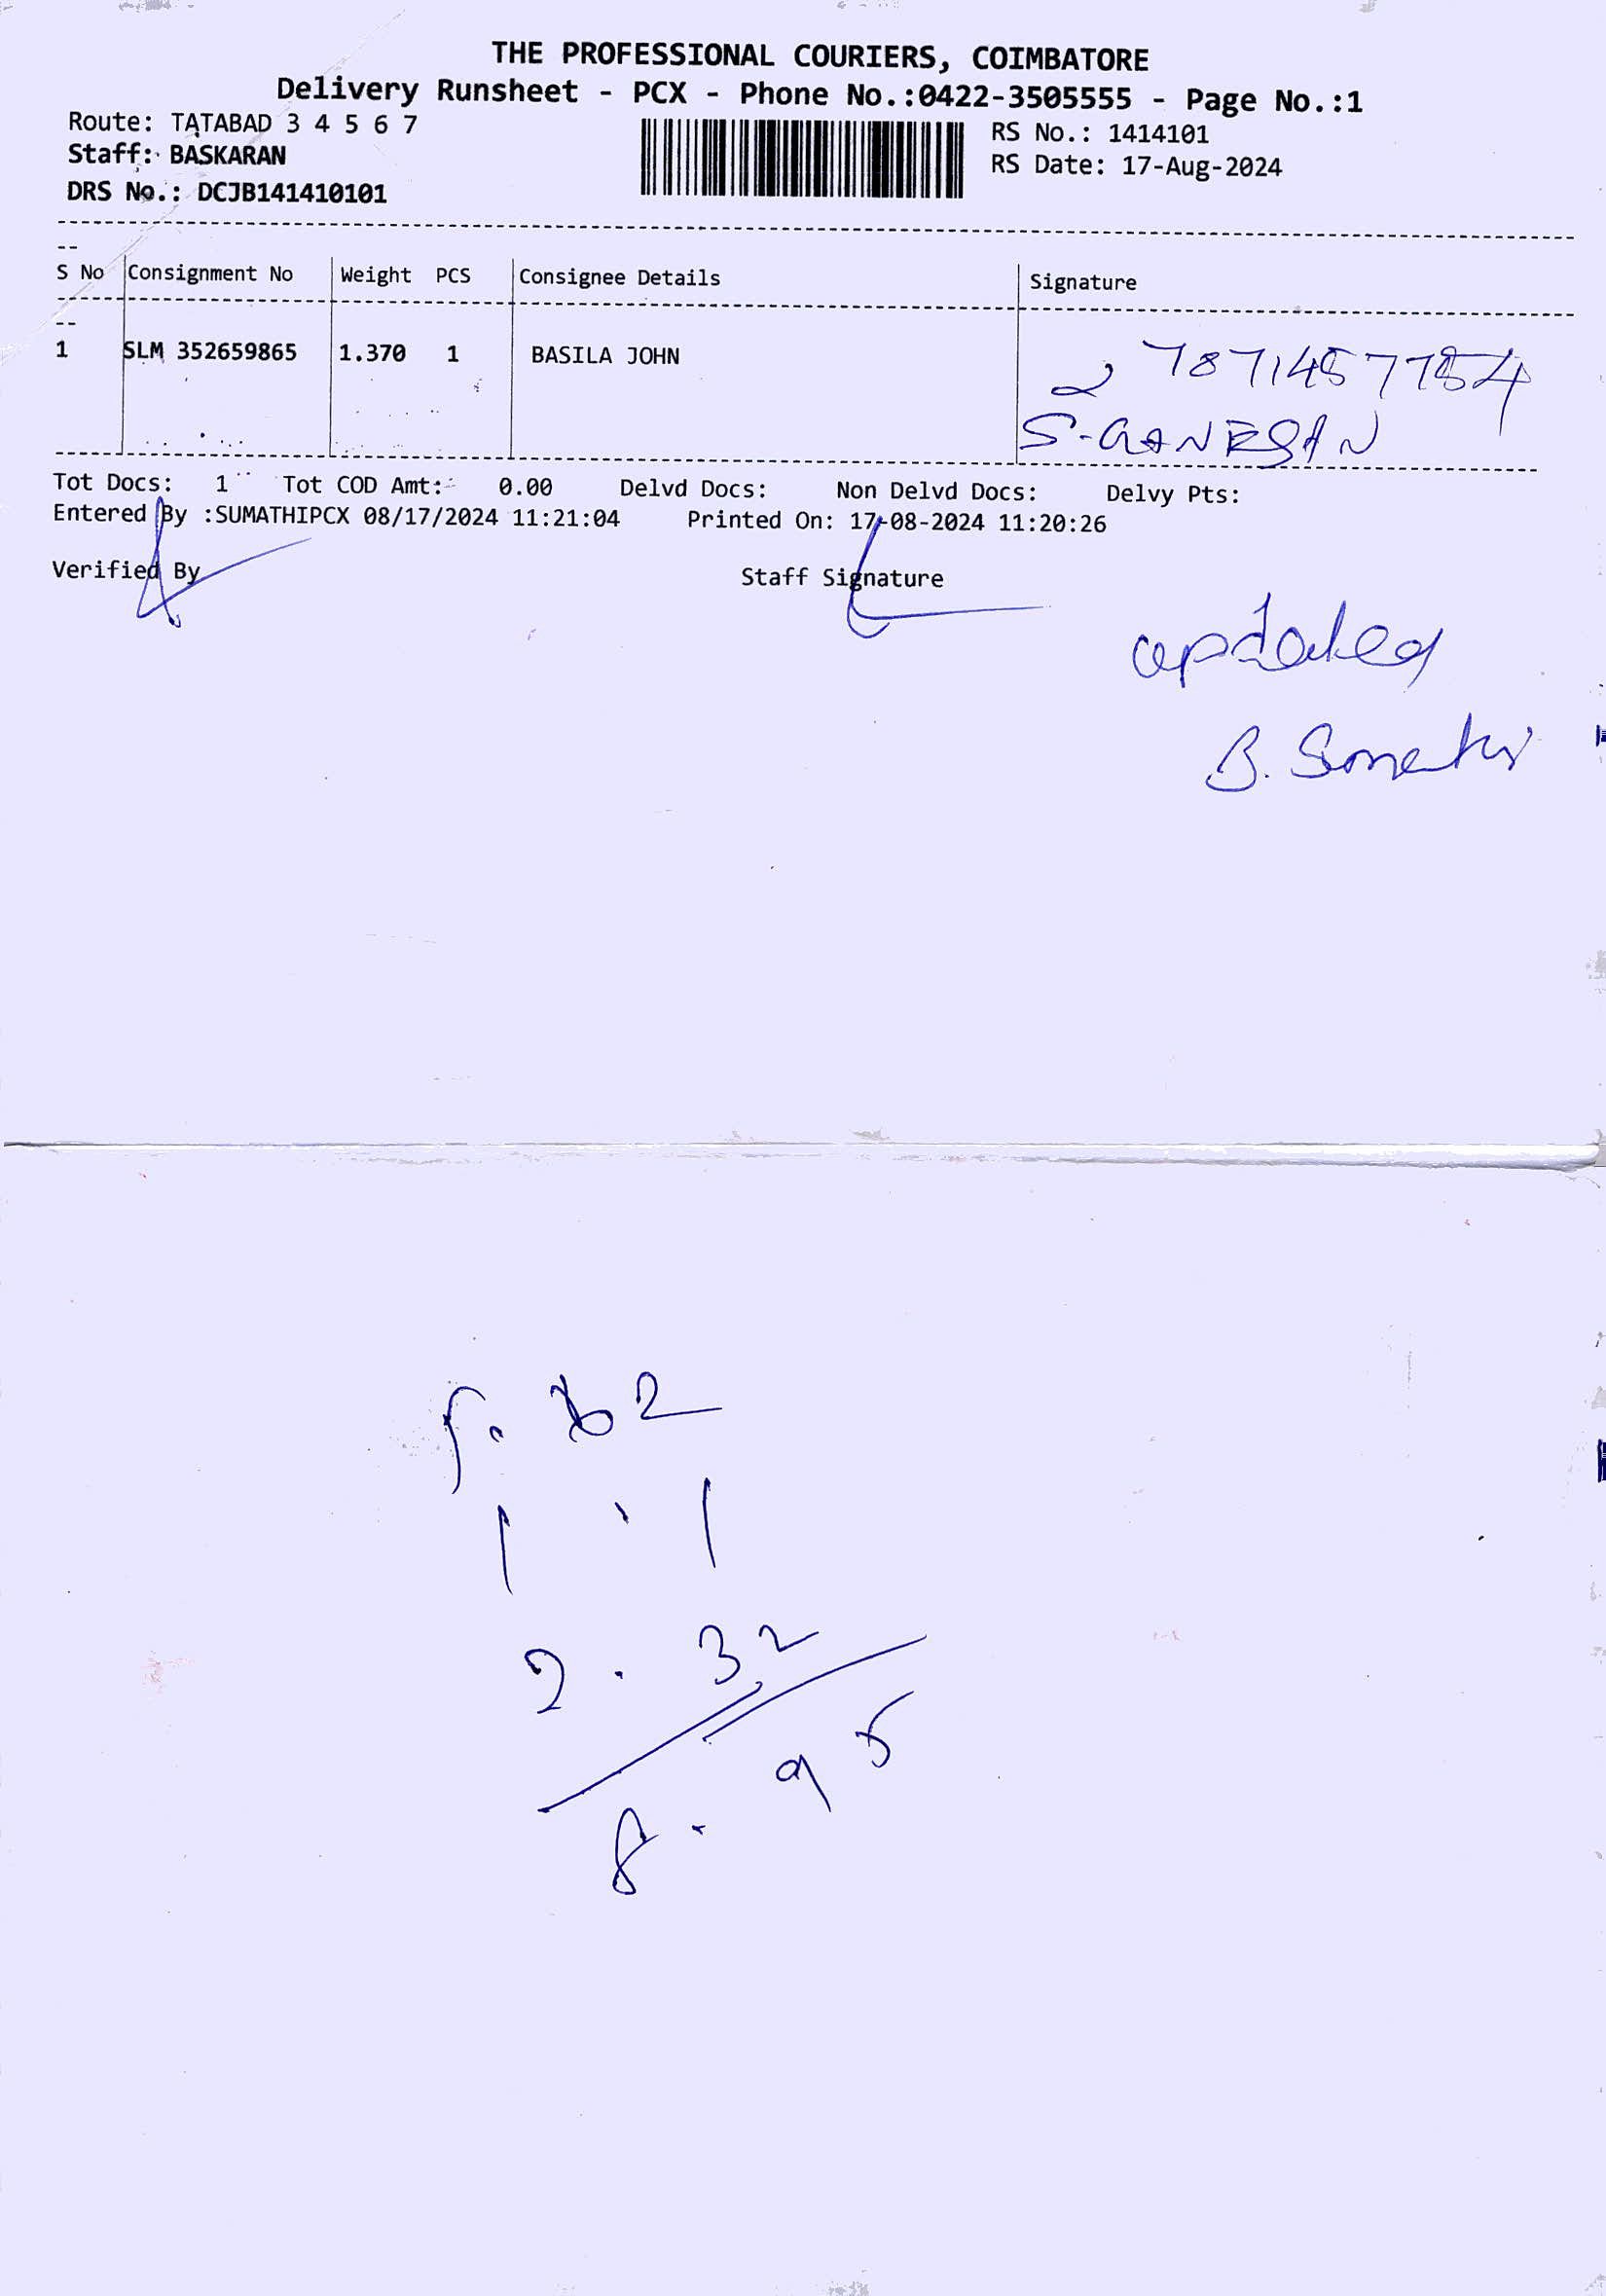 THE PROFESSIONAL COURIERS, COIMBATORE
Delivery Runsheet - PCX - Phone No.:0422-3505555 - Page No.:1
Route: TATABAD 3 4 5 6 7
RS No.: 1414101
Staff: BASKARAN
RS Date: 17-Aug-2024
DRS No.: DCJB141410101
S No Consignment No Weight PCS Consignee Details Signature
1 SLM 352659865 1.370 1 BASILA JOHN
S-GANESAN
Tot Docs: 1 Tot COD Amt: 0.00 Delvd Docs: Non Delvd Docs: Delvy Pts:
Entered By :SUMATHIPCX 08/17/2024 11:21:04 Printed On: 17-08-2024 11:20:26
Verified By Staff Signature
updated
B.
1 . 1
2 . 32
8 . 95